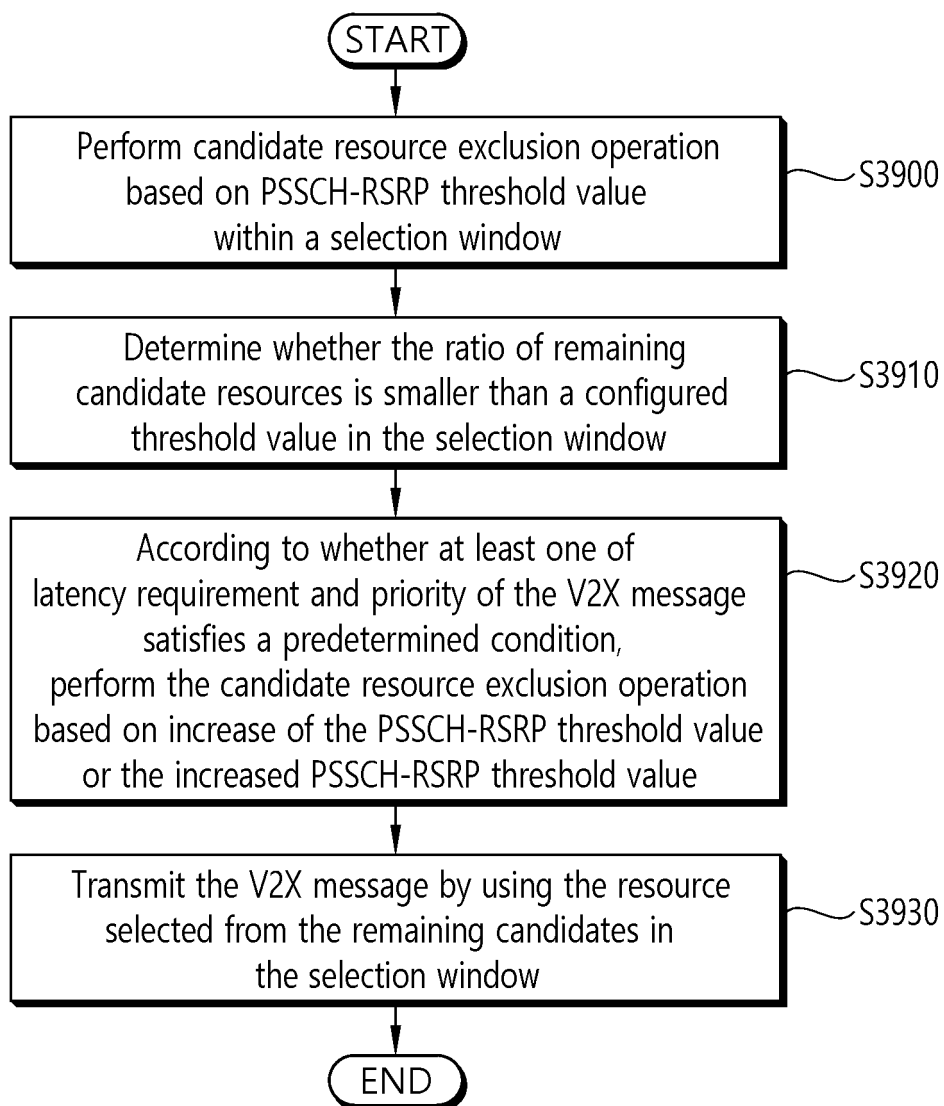 START
Perform candidate resource exclusion operation
based on PSSCH-RSRP threshold value
within a selection window
S3900
Determine whether the ratio of remaining
candidate resources is smaller than a configured
threshold value in the selection window
S3910
According to whether at least one of
latency requirement and priority of the V2X message
satisfies a predetermined condition,
perform the candidate resource exclusion operation
based on increase of the PSSCH-RSRP threshold value
or the increased PSSCH-RSRP threshold value
S3920
Transmit the V2X message by using the resource
selected from the remaining candidates in
the selection window
S3930
END